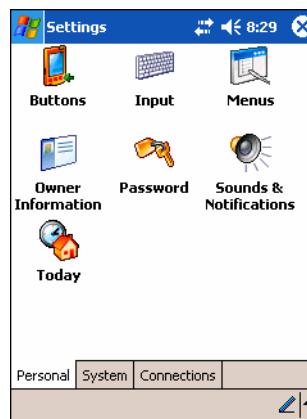 Settings 8:29
Buttons Input Menus
Owner Information Password Sounds & Notifications
Today
Personal System Connections